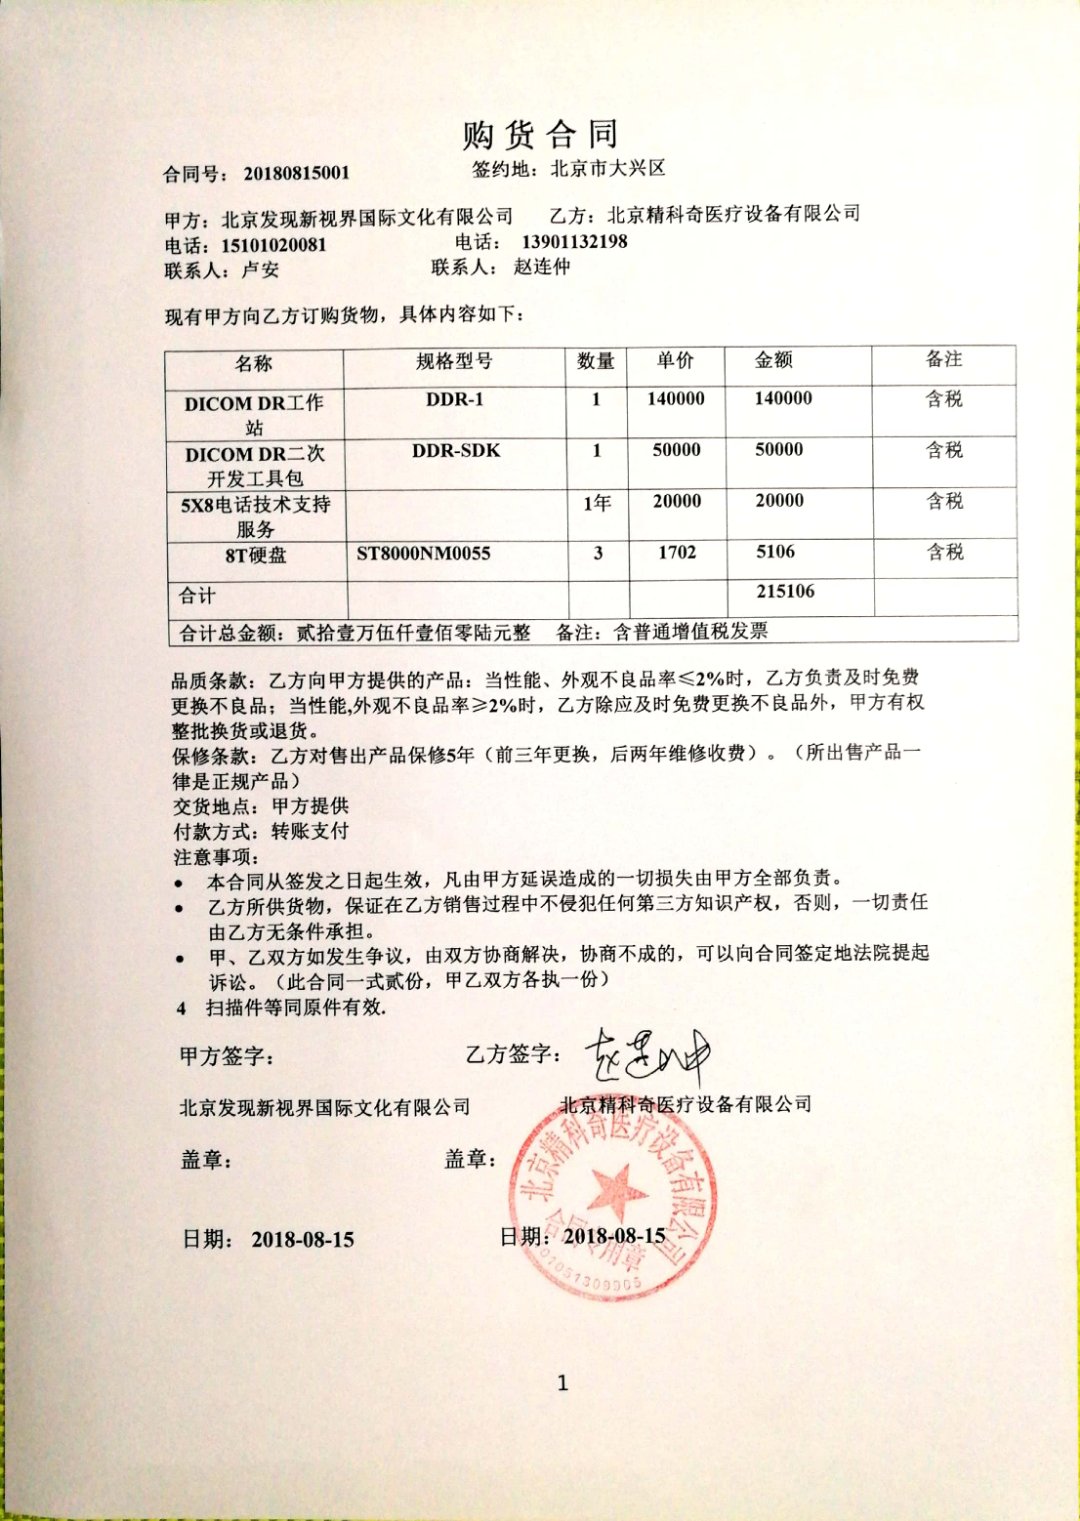 购货合同
合同号： 20180815001 签约地：北京市大兴区
甲方：北京发现新视界国际文化有限公司 乙方：北京精科奇医疗设备有限公司
电话：15101020081 电话： 13901132198
联系人：卢安 联系人： 赵连仲
现有甲方向乙方订购货物，具体内容如下：
名称 规格型号 数量 单价 金额 备注
DICOM DR工作 DDR-1 1 140000 140000 含税
站
DICOM DR二次 DDR-SDK 1 50000 50000 含税
开发工具包
5X8电话技术支持 1年 20000 20000 含税
服务
8T硬盘 ST8000NM0055 3 1702 5106 含税
合计 215106
合计总金额：贰拾壹万伍仟壹佰零陆元整 备注：含普通增值税发票
品质条款：乙方向甲方提供的产品：当性能、外观不良品率≤2%时，乙方负责及时免费
更换不良品；当性能,外观不良品率≥2%时，乙方除应及时免费更换不良品外，甲方有权
整批换货或退货。
保修条款：乙方对售出产品保修5年（前三年更换，后两年维修收费）。（所出售产品一
律是正规产品）
交货地点：甲方提供
付款方式：转账支付
注意事项：
• 本合同从签发之日起生效，凡由甲方延误造成的一切损失由甲方全部负责。
• 乙方所供货物，保证在乙方销售过程中不侵犯任何第三方知识产权，否则，一切责任
由乙方无条件承担。
• 甲、乙双方如发生争议，由双方协商解决，协商不成的，可以向合同签定地法院提起
诉讼。（此合同一式贰份，甲乙双方各执一份）
4 扫描件等同原件有效.
甲方签字： 乙方签字： 赵连仲
北京发现新视界国际文化有限公司 北京精科奇医疗设备有限公司
盖章： 盖章：
北京精科奇医疗设备有限公司
合同专用章
日期： 2018-08-15 日期： 2018-08-15
1